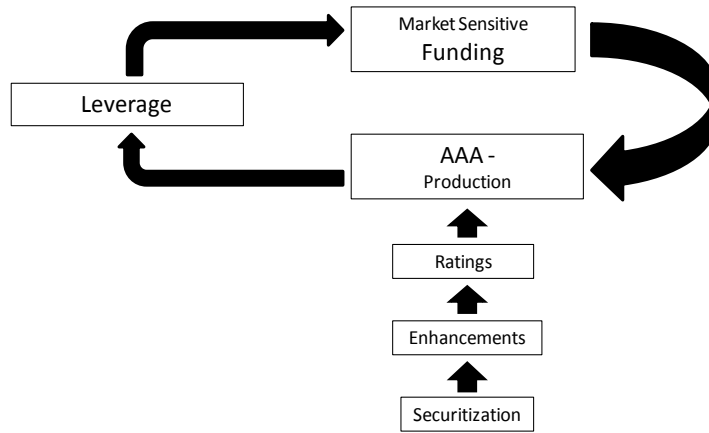 Market Sensitive
Funding
Leverage
AAA -
Production
Ratings
Enhancements
Securitization